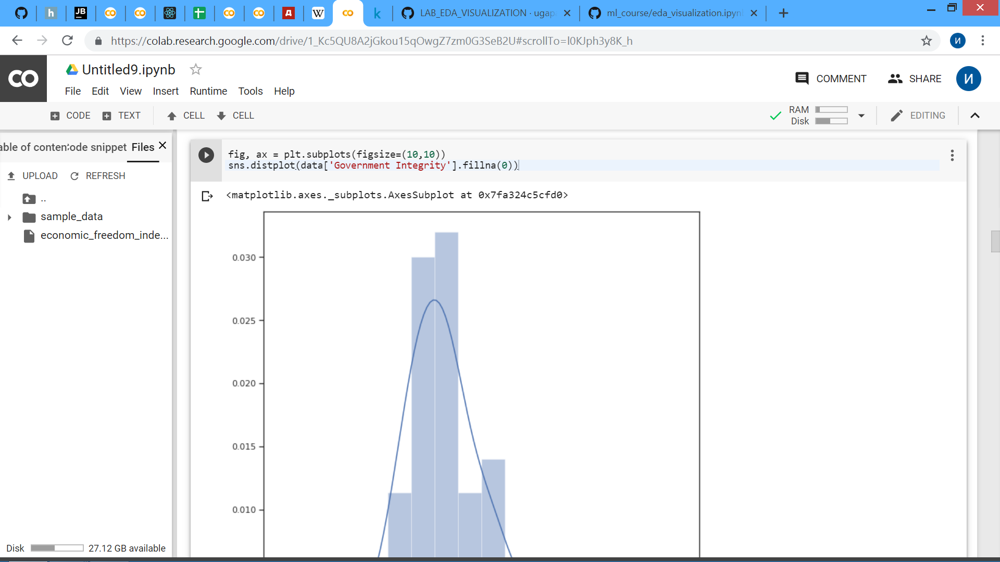 h
JB
W
k
LAB_EDA_VISUALIZATION · ugap
ml_course/eda_visualization.ipyn
https://colab.research.google.com/drive/1_Kc5QU8A2jGkou15qOwgZ7zm0G3SeB2U#scrollTo=l0KJph3y8K_h
И
CO
Untitled9.ipynb
COMMENT
SHARE
И
File Edit View Insert Runtime Tools Help
CODE TEXT CELL CELL
RAM
Disk
EDITING
able of conten ode snippet Files
UPLOAD REFRESH
..
sample_data
economic_freedom_inde...
fig, ax = plt.subplots(figsize=(10,10))
sns.distplot(data['Government Integrity'].fillna(0))
<matplotlib.axes._subplots.AxesSubplot at 0x7fa324c5cfd0>
0.030
0.025
0.020
0.015
0.010
Disk 27.12 GB available